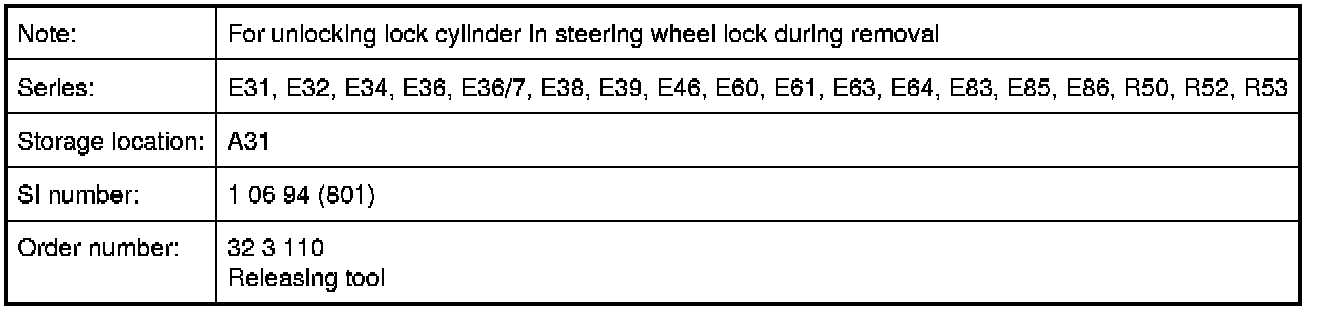 Note: For unlocking lock cylinder in steering wheel lock during removal
Series: E31, E32, E34, E36, E36/7, E38, E39, E46, E60, E61, E63, E64, E83, E85, E86, R50, R52, R53
Storage location: A31
SI number: 1 06 94 (801)
Order number: 32 3 110
Releasing tool